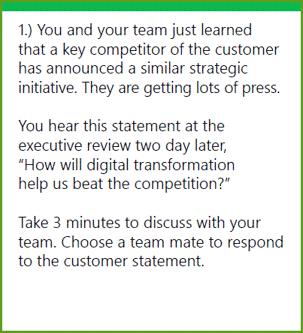 1.) You and your team just learned
that a key competitor of the customer
has announced a similar strategic
initiative. They are getting lots of press.
You hear this statement at the
executive review two day later,
“How will digital transformation
help us beat the competition?”
Take 3 minutes to discuss with your
team. Choose a team mate to respond
to the customer statement.